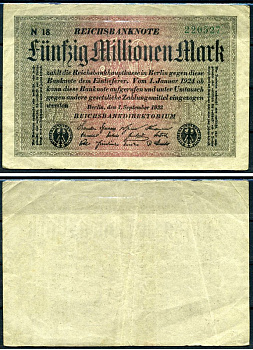 N 18 REICHSBANKNOTE 220527
Fünfzig Millionen Mark
zahlt die Reichsbankhauptkasse in Berlin gegen diese
Banknote dem Einlieferer. Vom 1. Januar 1924 ab
kann diese Banknote aufgerufen und unter Umtausch
gegen andere gesetzliche Zahlungsmittel eingezogen
werden
Berlin, den 1. September 1923
REICHSBANKDIREKTORIUM